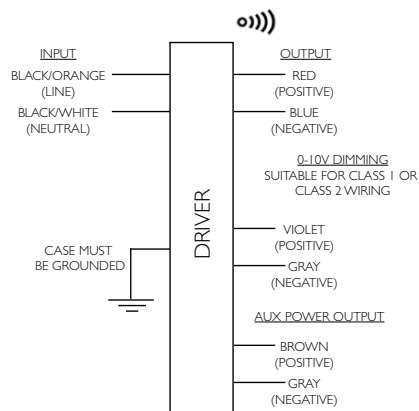 INPUT
BLACK/ORANGE
(LINE)
BLACK/WHITE
(NEUTRAL)
CASE MUST
BE GROUNDED
DRIVER
OUTPUT
RED
(POSITIVE)
BLUE
(NEGATIVE)
0-10V DIMMING
SUITABLE FOR CLASS 1 OR
CLASS 2 WIRING
VIOLET
(POSITIVE)
GRAY
(NEGATIVE)
AUX POWER OUTPUT
BROWN
(POSITIVE)
GRAY
(NEGATIVE)